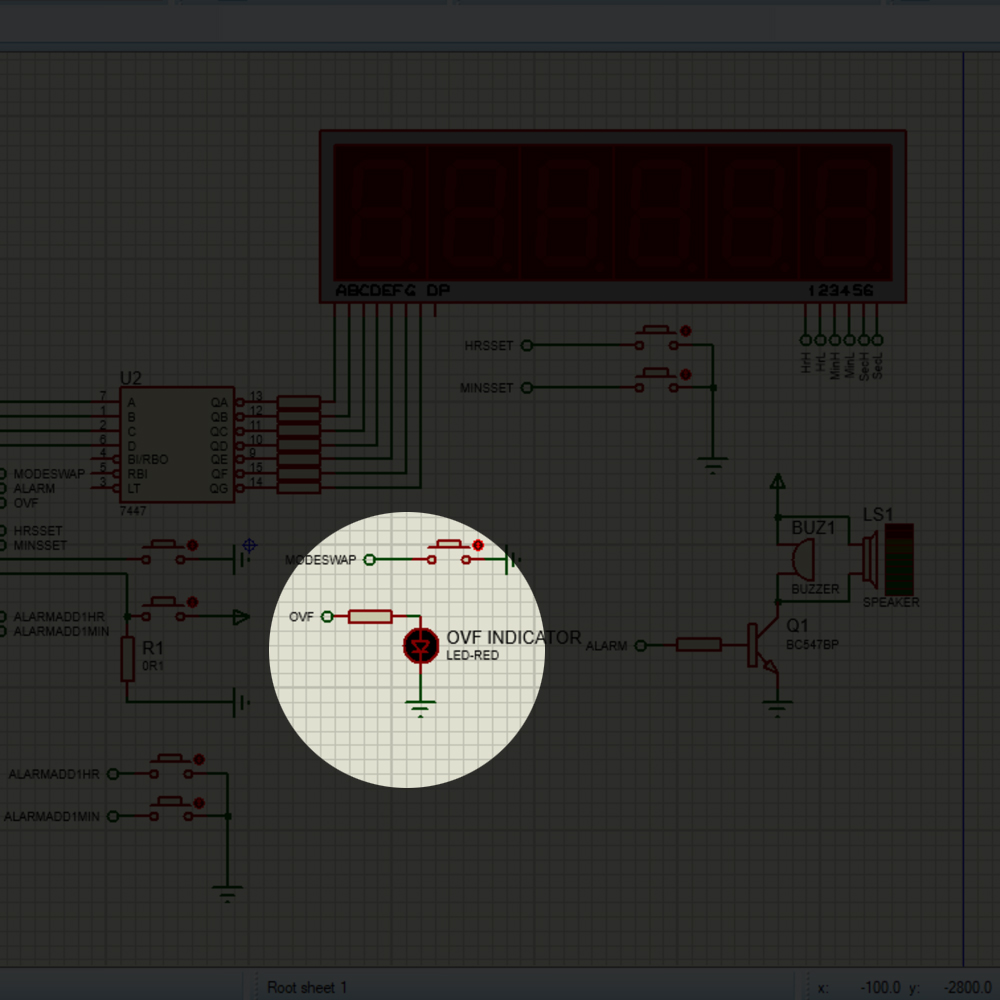 ABCDEFG DP
123456
HRSSET
MINSSET
HrH
HrL
MinH
MinL
SecH
SecL
U2
7 A QA 13
1 B QB 12
2 C QC 11
6 D QD 10
4 BI/RBO QE 9
5 RBI QF 15
3 LT QG 14
7447
MODESWAP
ALARM
OVF
HRSSET
MINSSET
MODESWAP
OVF
OVF INDICATOR
LED-RED
ALARM
BUZ1
BUZZER
LS1
SPEAKER
Q1
BC547BP
ALARMADD1HR
ALARMADD1MIN
R1
0R1
ALARMADD1HR
ALARMADD1MIN
Root sheet 1
x: -100.0 y: -2800.0